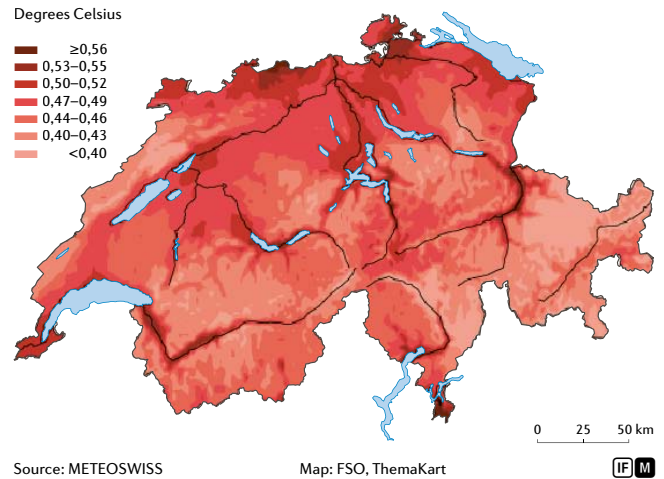 Degrees Celsius
≥0,56
0,53–0,55
0,50–0,52
0,47–0,49
0,44–0,46
0,40–0,43
<0,40
0 25 50 km
Source: METEOSWISS Map: FSO, ThemaKart IF M